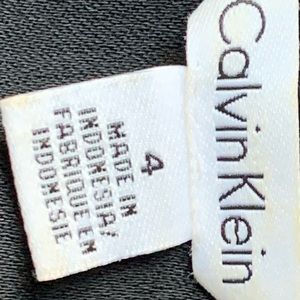 Calvin Klein
4
MADE IN
INDONESIA/
FABRIQUE EN
INDONESIE